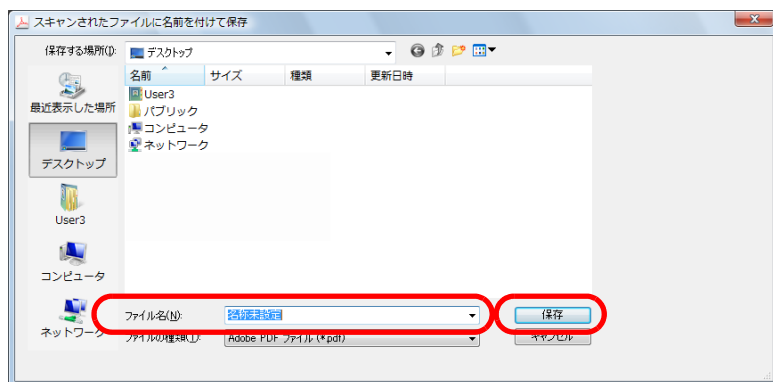 スキャンされたファイルに名前を付けて保存
保存する場所(I):
デスクトップ
名前 サイズ 種類 更新日時
User3
パブリック
コンピュータ
ネットワーク
最近表示した場所
デスクトップ
User3
コンピュータ
ネットワーク
ファイル名(N):
名称未設定
保存
ファイルの種類(T):
Adobe PDF ファイル (*.pdf)
キャンセル